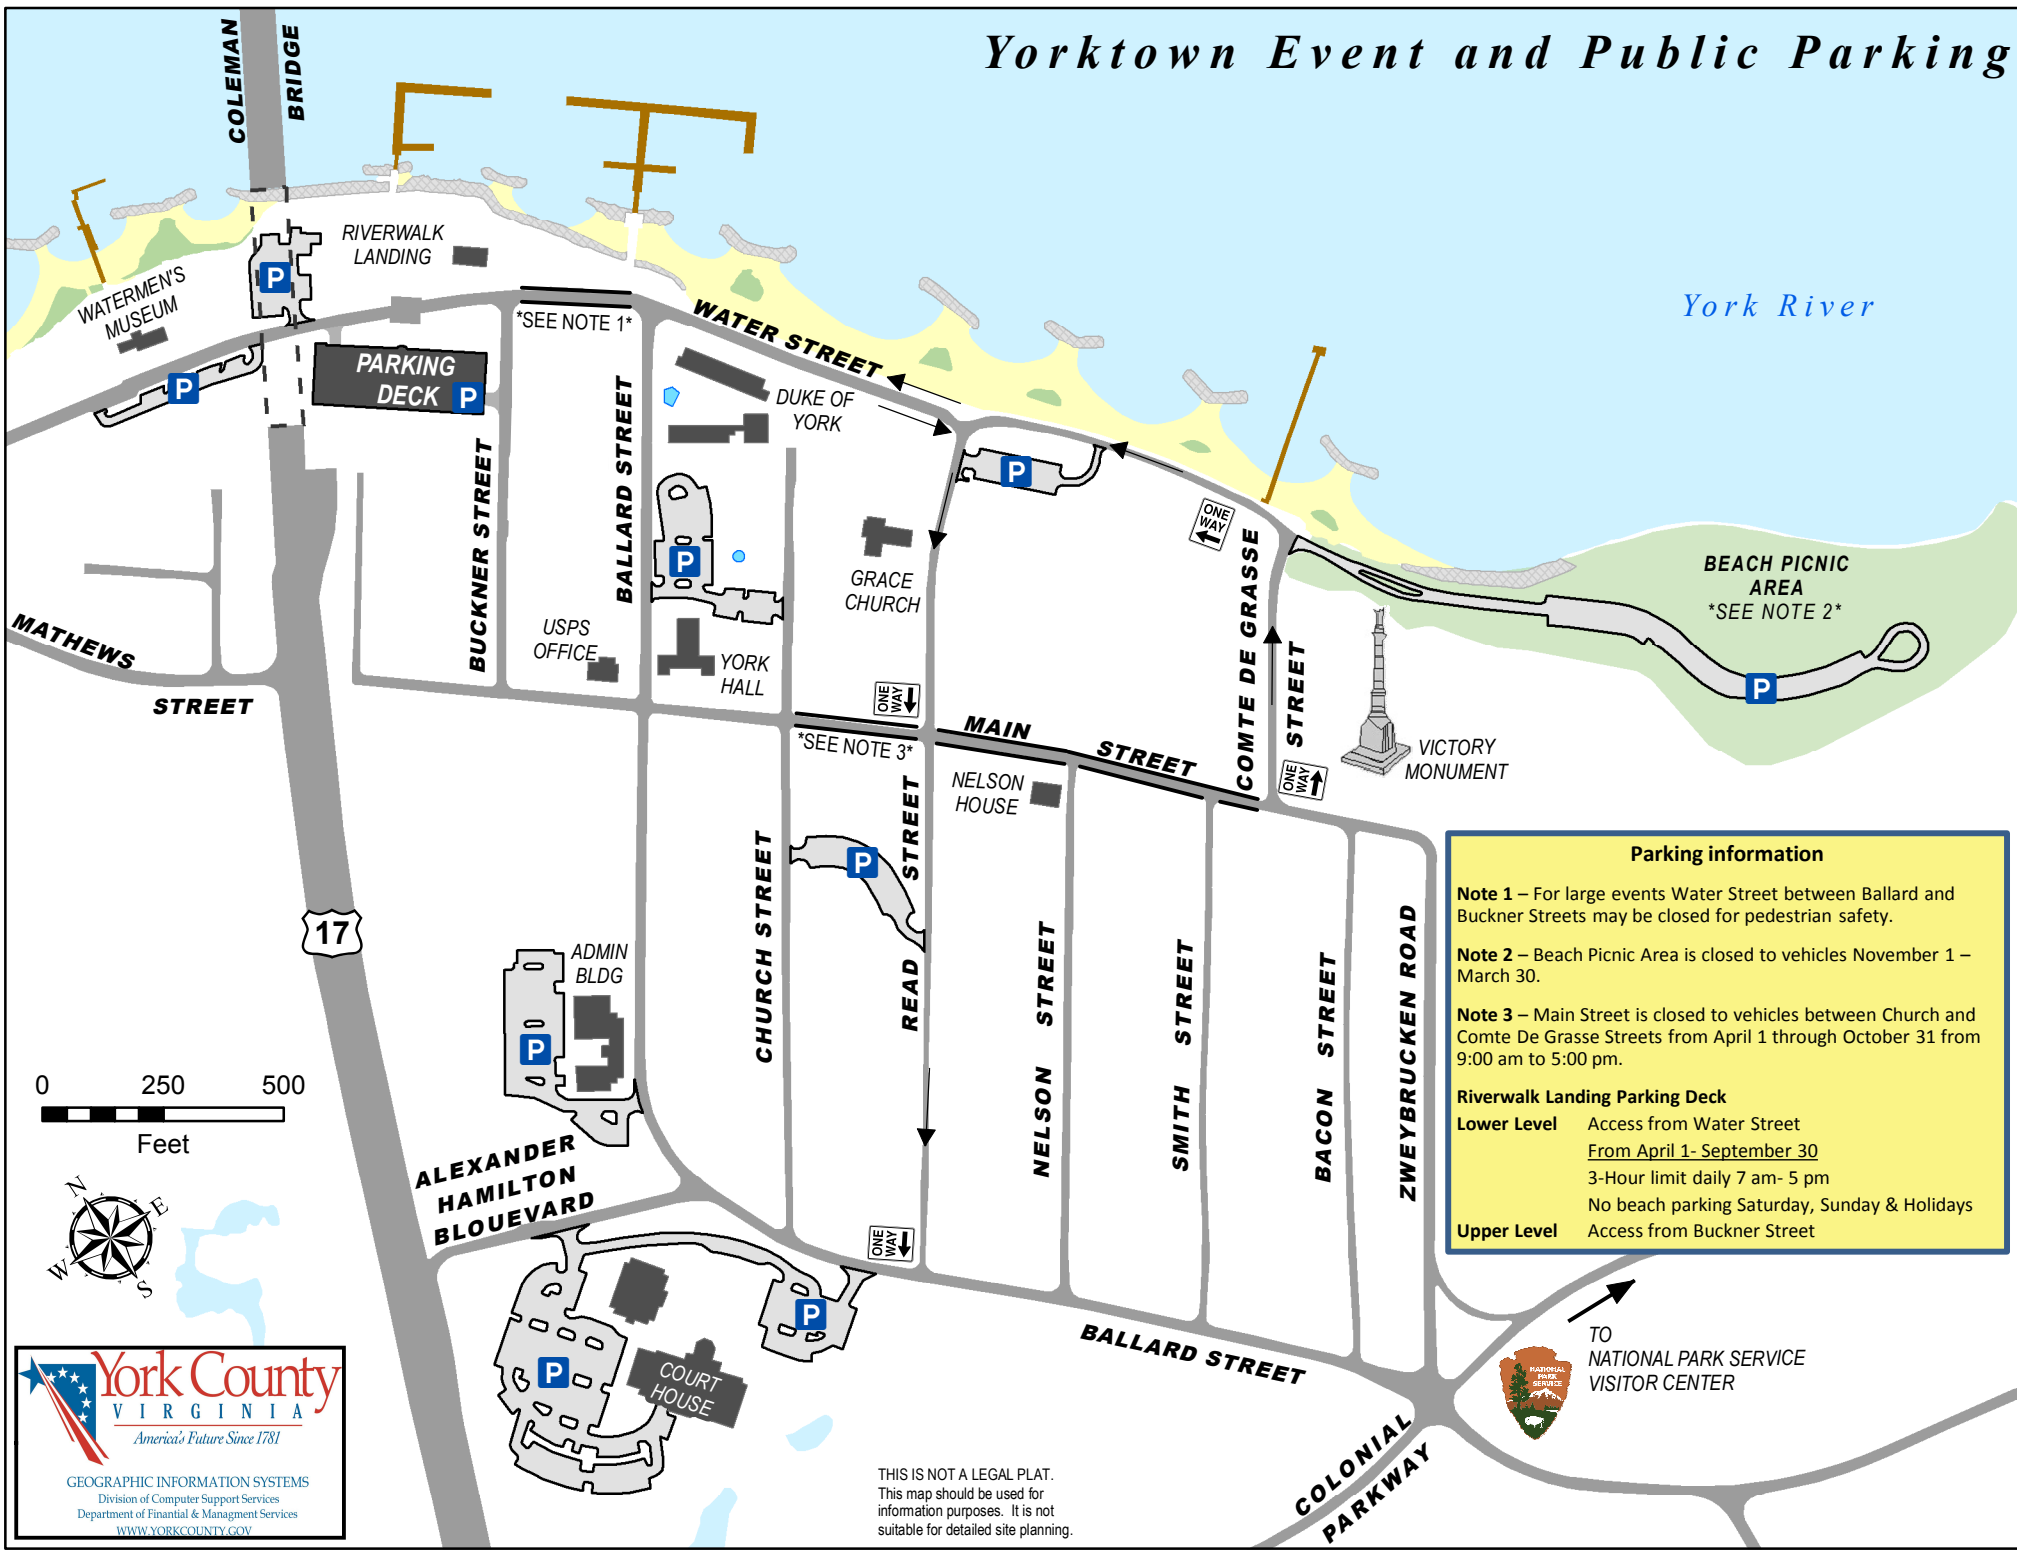 Yorktown Event and Public Parking
COLEMAN
BRIDGE
RIVERWALK
LANDING
WATERMEN'S
MUSEUM
P
P
PARKING
DECK P
*SEE NOTE 1*
WATER STREET
DUKE OF
YORK
York River
BUCKNER STREET
BALLARD STREET
P
P
GRACE
CHURCH
ONE
WAY
COMTE DE GRASSE
STREET
BEACH PICNIC
AREA
*SEE NOTE 2*
P
MATHEWS
STREET
USPS
OFFICE
YORK
HALL
ONE
WAY
*SEE NOTE 3*
MAIN
STREET
ONE
WAY
VICTORY
MONUMENT
NELSON
HOUSE
P
CHURCH STREET
READ
STREET
NELSON STREET
SMITH STREET
BACON STREET
ZWEYBRUCKEN ROAD
17
ADMIN
BLDG
P
Parking information
Note 1 – For large events Water Street between Ballard and
Buckner Streets may be closed for pedestrian safety.
Note 2 – Beach Picnic Area is closed to vehicles November 1 –
March 30.
Note 3 – Main Street is closed to vehicles between Church and
Comte De Grasse Streets from April 1 through October 31 from
9:00 am to 5:00 pm.
Riverwalk Landing Parking Deck
Lower Level Access from Water Street
From April 1- September 30
3-Hour limit daily 7 am- 5 pm
No beach parking Saturday, Sunday & Holidays
Upper Level Access from Buckner Street
0 250 500
Feet
N
E
W
S
ALEXANDER
HAMILTON
BLOUEVARD
ONE
WAY
P
P
COURT
HOUSE
BALLARD STREET
TO
NATIONAL PARK SERVICE
VISITOR CENTER
NATIONAL
PARK
SERVICE
COLONIAL
PARKWAY
York County
VIRGINIA
America's Future Since 1781
GEOGRAPHIC INFORMATION SYSTEMS
Division of Computer Support Services
Department of Finantial & Managment Services
WWW.YORKCOUNTY.GOV
THIS IS NOT A LEGAL PLAT.
This map should be used for
information purposes. It is not
suitable for detailed site planning.